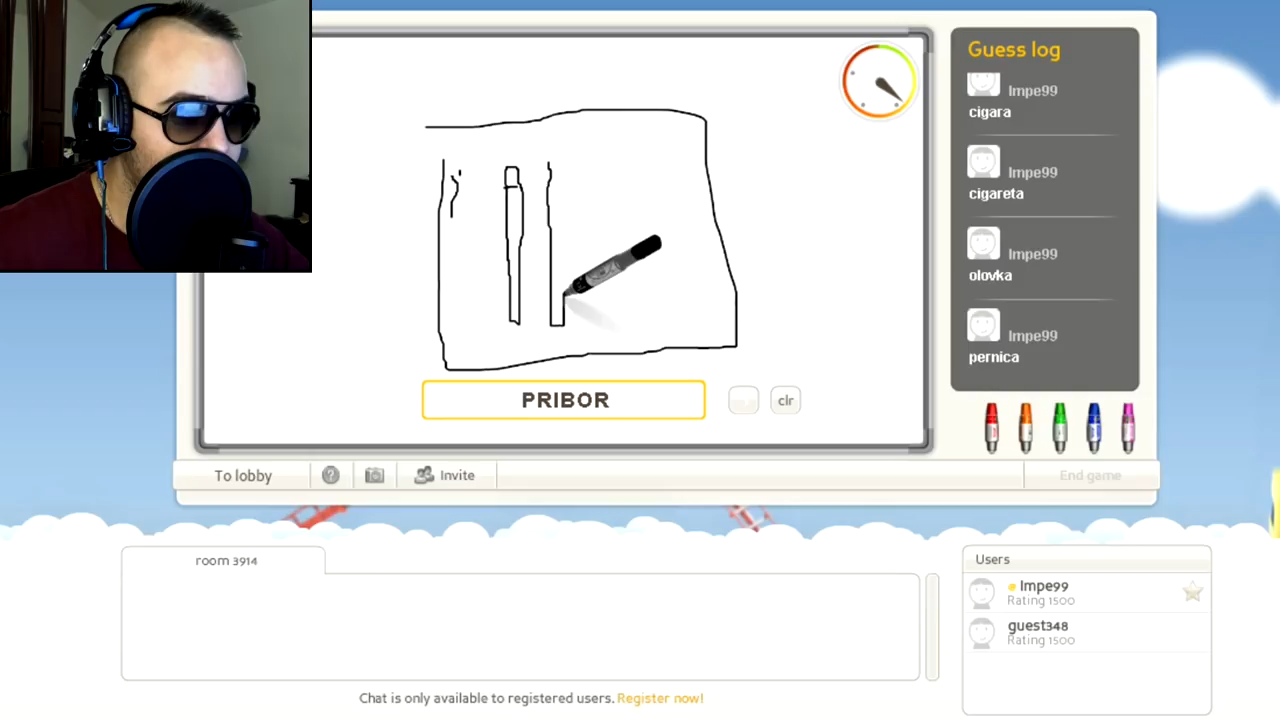 Guess log
Impe99
cigara
Impe99
cigareta
Impe99
olovka
Impe99
pernica
PRIBOR
clr
To lobby
?
Invite
End game
room 3914
Users
Impe99
Rating 1500
guest348
Rating 1500
Chat is only available to registered users. Register now!